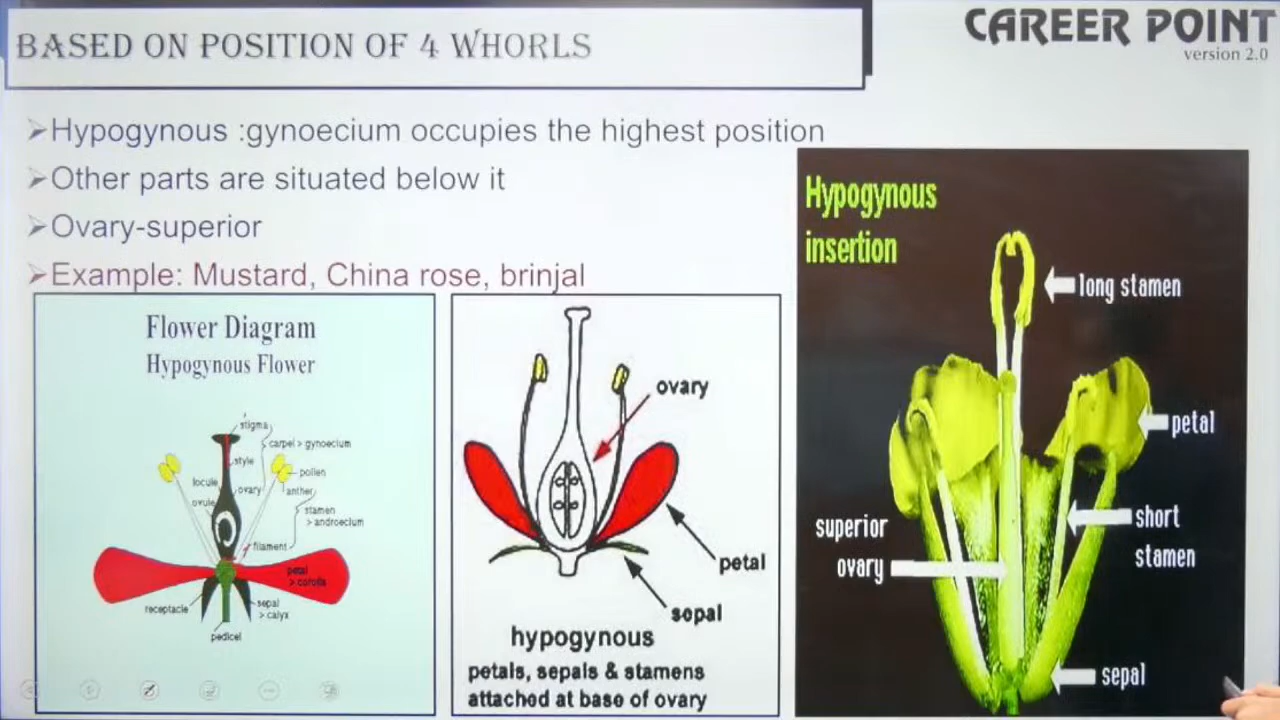 BASED ON POSITION OF 4 WHORLS
CAREER POINT
version 2.0
➢Hypogynous :gynoecium occupies the highest position
➢Other parts are situated below it
➢Ovary-superior
➢Example: Mustard, China rose, brinjal
Flower Diagram
Hypogynous Flower
stigma
carpel > gynoecium
style
pollen
locule
ovary
anther
ovule
stamen
> androecium
filament
petal
> corolla
receptacle
sepal
> calyx
pedicel
ovary
petal
sepal
hypogynous
petals, sepals & stamens
attached at base of ovary
Hypogynous
insertion
long stamen
petal
superior
ovary
short
stamen
sepal